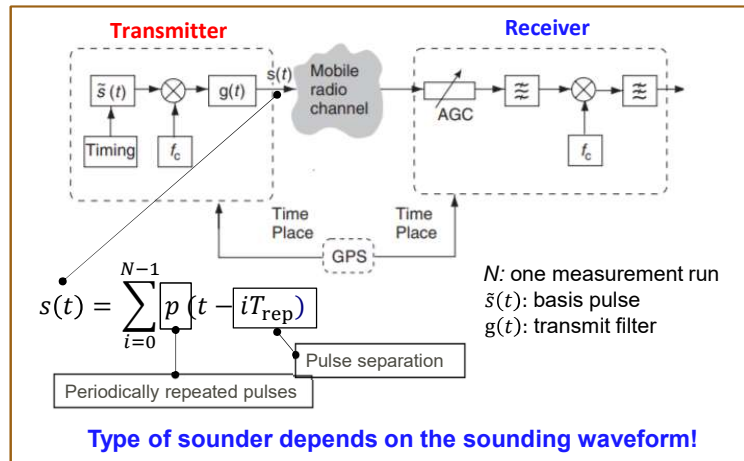 Transmitter
Receiver
s(t)
Mobile
radio
channel
s̃(t)
g(t)
AGC
Timing
f_c
f_c
Time
Place
Time
Place
GPS
s(t) = \sum_{i=0}^{N-1} p(t − iT_rep)
N: one measurement run
s̃(t): basis pulse
g(t): transmit filter
Pulse separation
Periodically repeated pulses
Type of sounder depends on the sounding waveform!